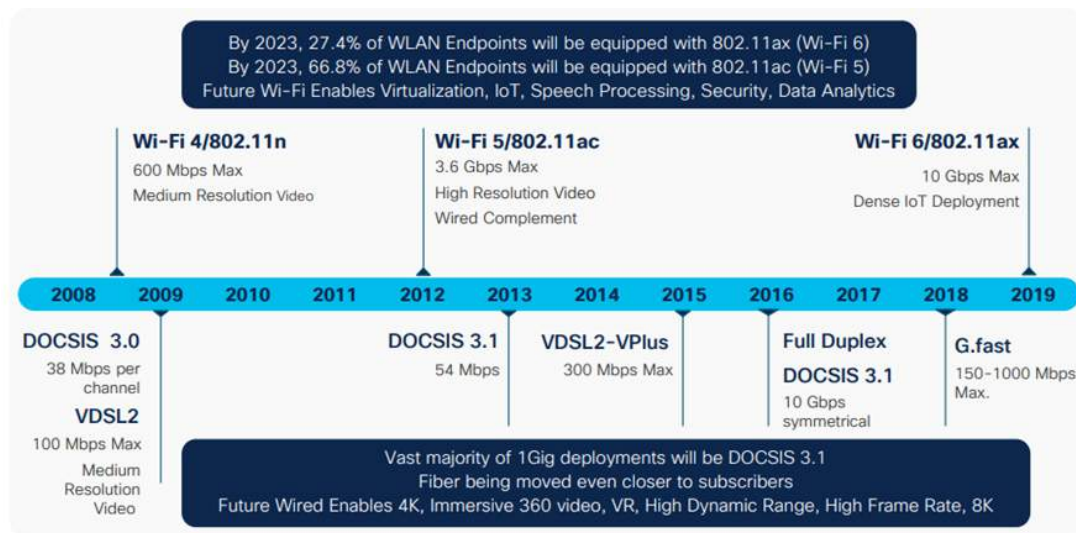 By 2023, 27.4% of WLAN Endpoints will be equipped with 802.11ax (Wi-Fi 6)
By 2023, 66.8% of WLAN Endpoints will be equipped with 802.11ac (Wi-Fi 5)
Future Wi-Fi Enables Virtualization, IoT, Speech Processing, Security, Data Analytics
Wi-Fi 4/802.11n
600 Mbps Max
Medium Resolution Video
Wi-Fi 5/802.11ac
3.6 Gbps Max
High Resolution Video
Wired Complement
Wi-Fi 6/802.11ax
10 Gbps Max
Dense IoT Deployment
2008 2009 2010 2011 2012 2013 2014 2015 2016 2017 2018 2019
DOCSIS 3.0
38 Mbps per
channel
VDSL2
100 Mbps Max
Medium
Resolution
Video
DOCSIS 3.1
54 Mbps
VDSL2-VPlus
300 Mbps Max
Full Duplex
DOCSIS 3.1
10 Gbps
symmetrical
G.fast
150-1000 Mbps
Max.
Vast majority of 1Gig deployments will be DOCSIS 3.1
Fiber being moved even closer to subscribers
Future Wired Enables 4K, Immersive 360 video, VR, High Dynamic Range, High Frame Rate, 8K